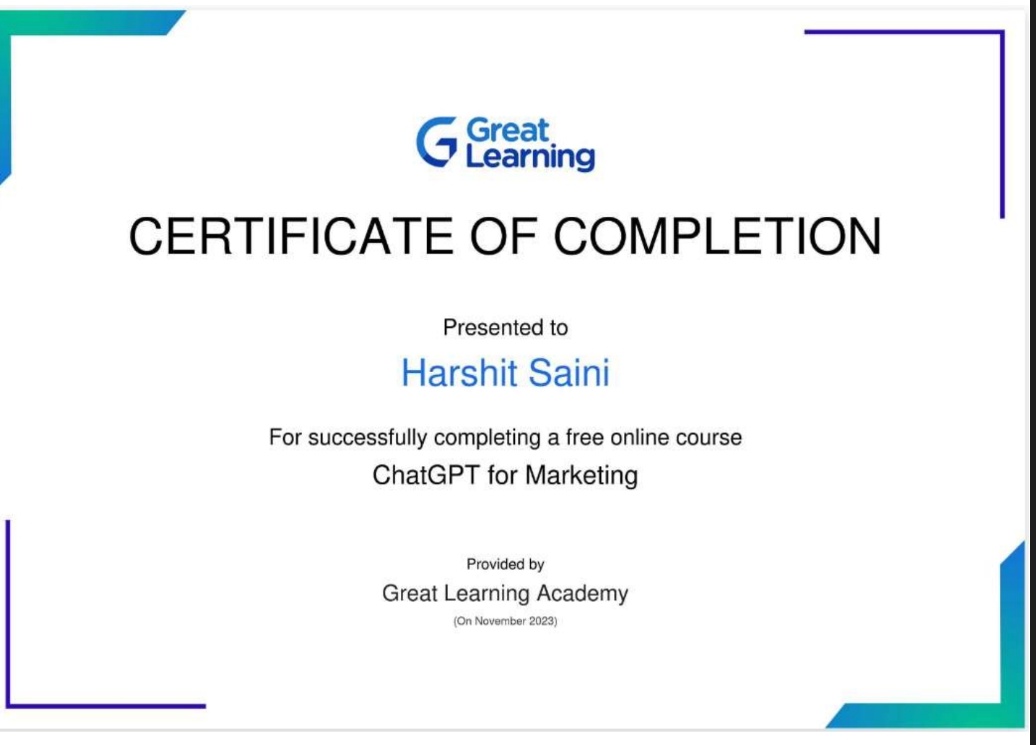 Great
Learning
CERTIFICATE OF COMPLETION
Presented to
Harshit Saini
For successfully completing a free online course
ChatGPT for Marketing
Provided by
Great Learning Academy
(On November 2023)